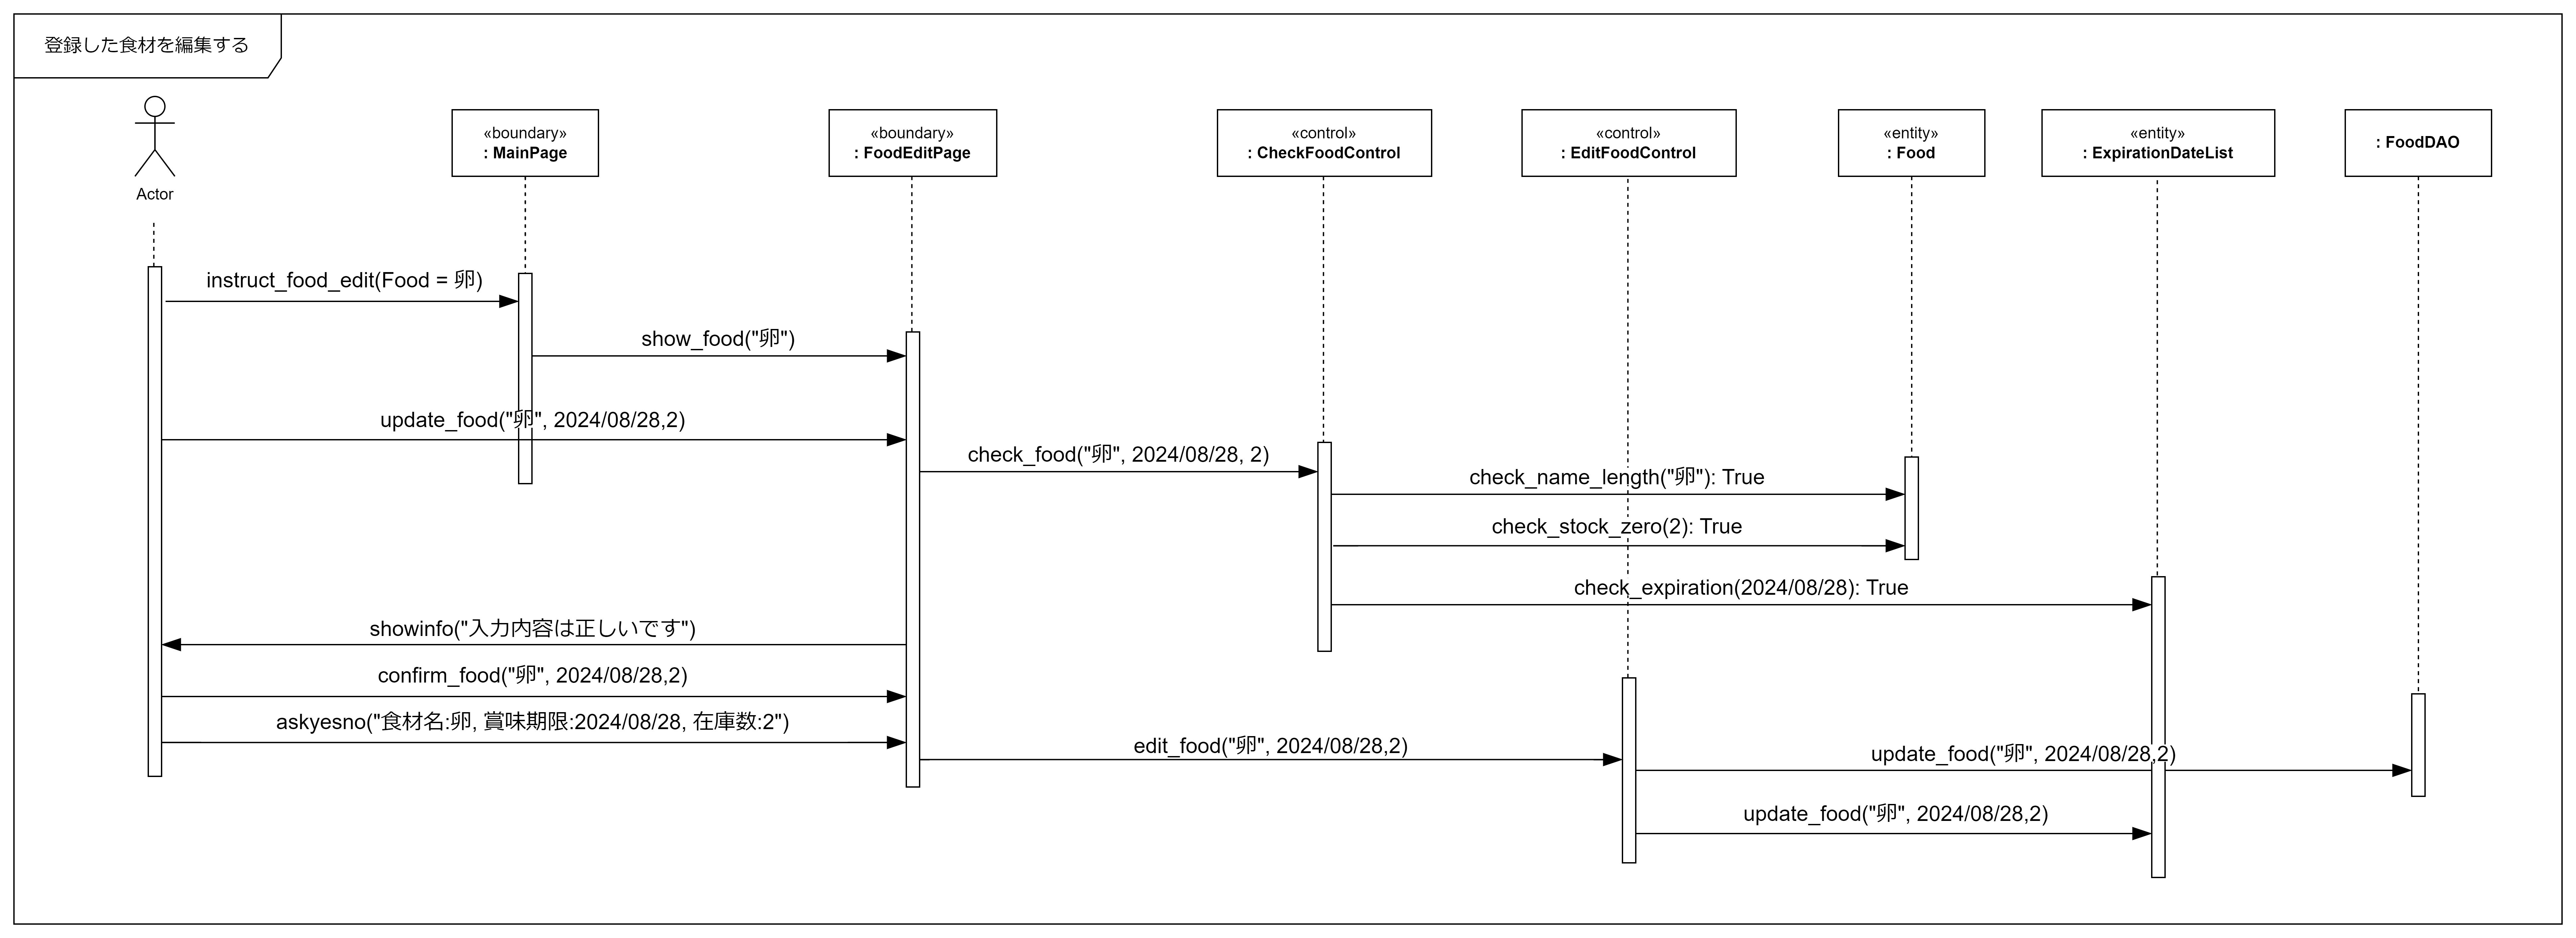 登録した食材を編集する
Actor
«boundary»
: MainPage
«boundary»
: FoodEditPage
«control»
: CheckFoodControl
«control»
: EditFoodControl
«entity»
: Food
«entity»
: ExpirationDateList
: FoodDAO
instruct_food_edit(Food = 卵)
show_food("卵")
update_food("卵", 2024/08/28,2)
check_food("卵", 2024/08/28, 2)
check_name_length("卵"): True
check_stock_zero(2): True
check_expiration(2024/08/28): True
showinfo("入力内容は正しいです")
confirm_food("卵", 2024/08/28,2)
askyesno("食材名:卵, 賞味期限:2024/08/28, 在庫数:2")
edit_food("卵", 2024/08/28,2)
update_food("卵", 2024/08/28,2)
update_food("卵", 2024/08/28,2)